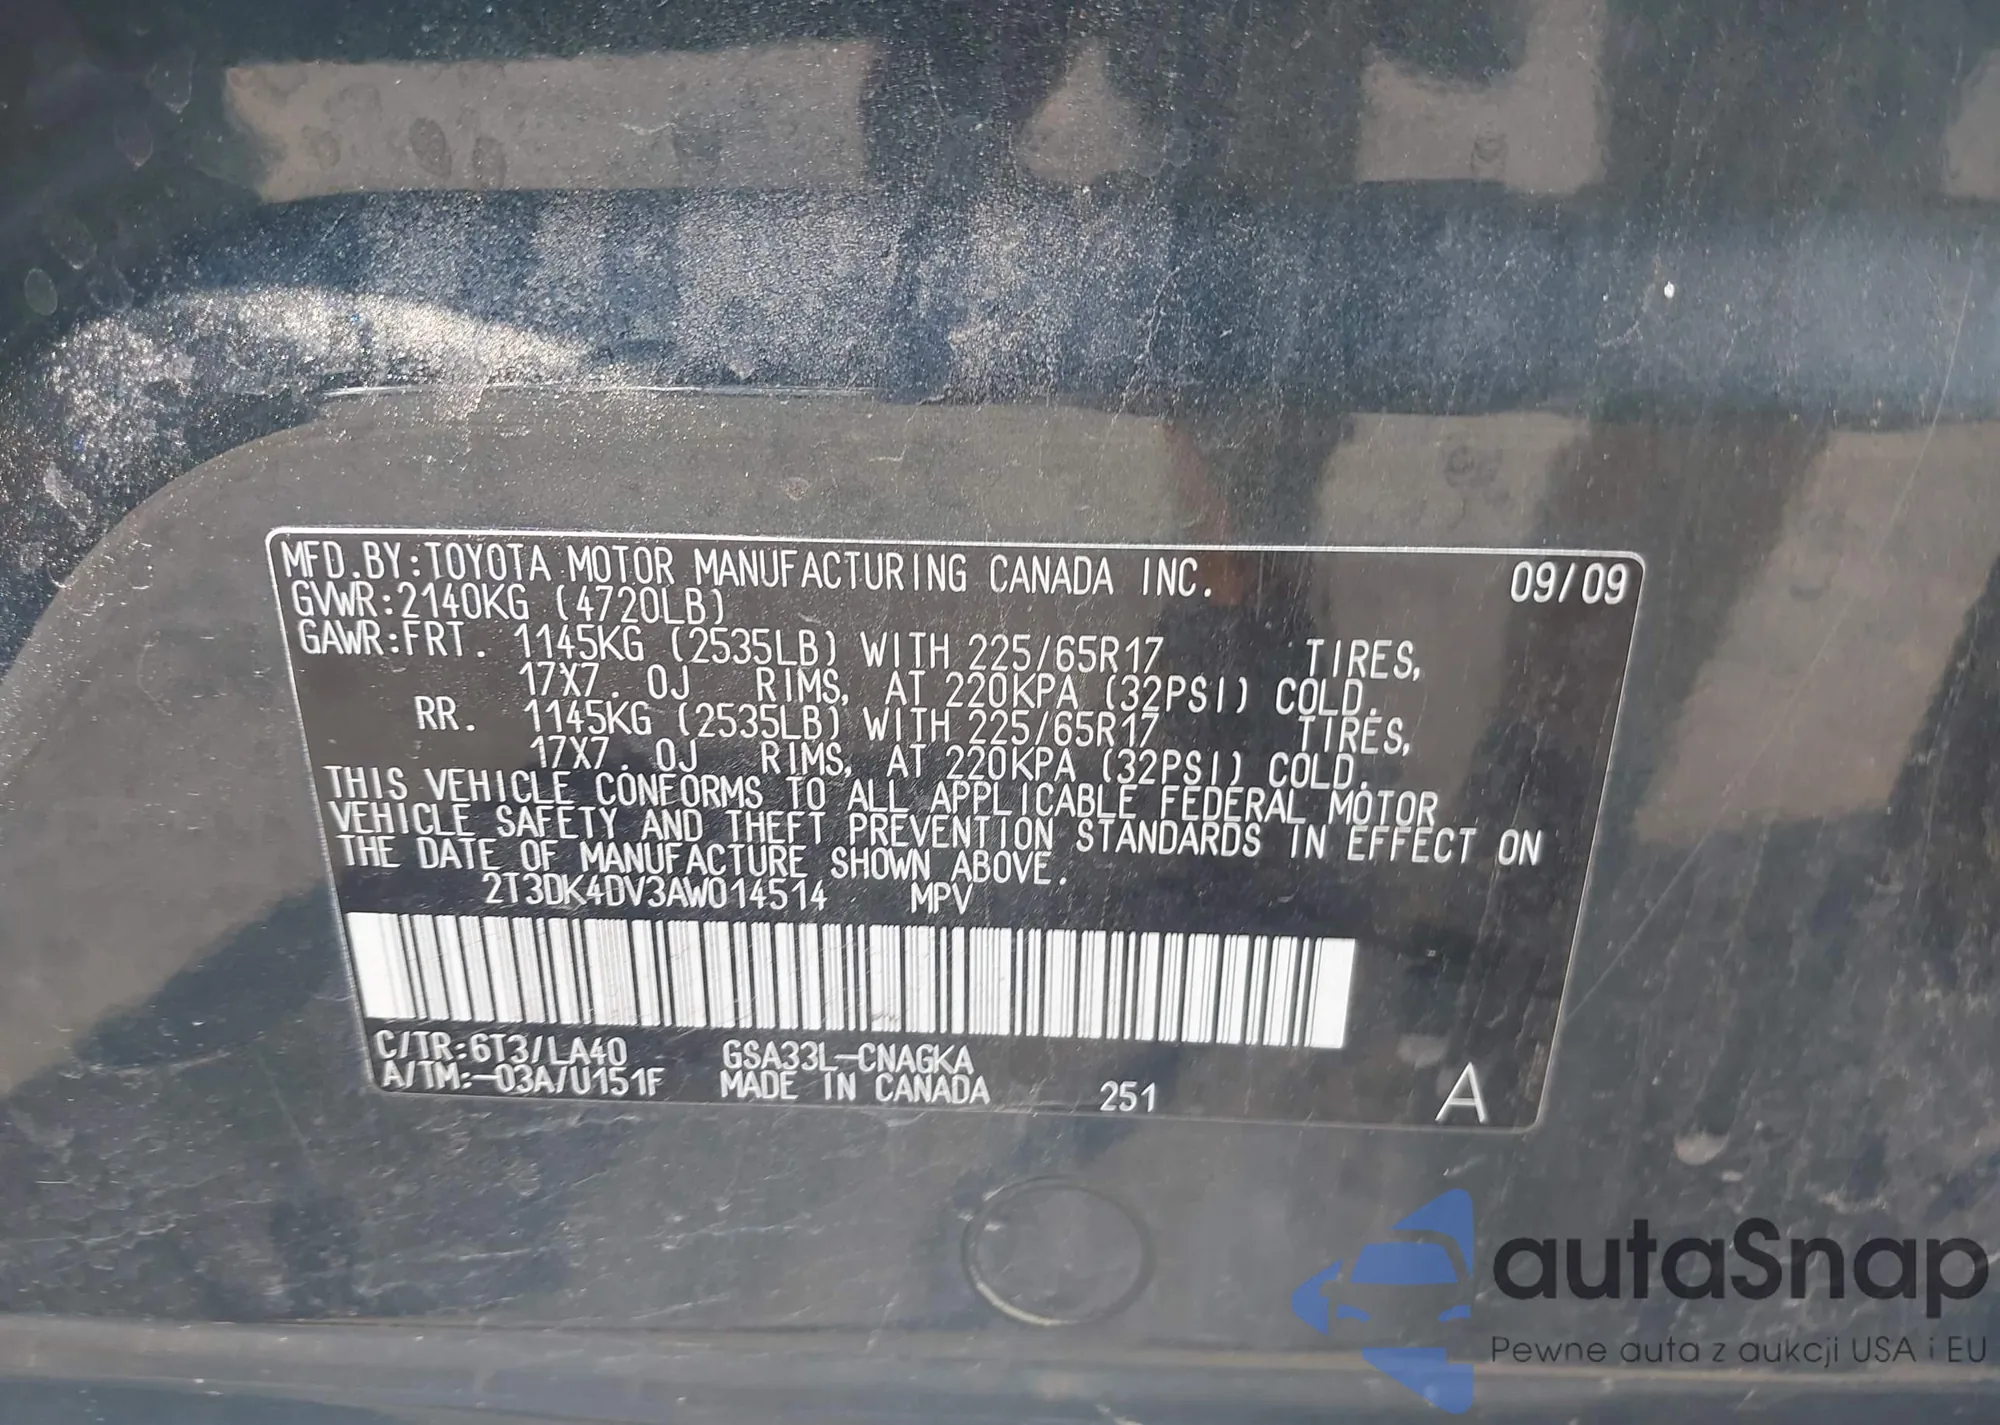 MFD.BY:TOYOTA MOTOR MANUFACTURING CANADA INC. 09/09
GVWR:2140KG (4720LB)
GAWR:FRT. 1145KG (2535LB) WITH 225/65R17 TIRES,
17X7.0J RIMS, AT 220KPA (32PSI) COLD.
RR. 1145KG (2535LB) WITH 225/65R17 TIRES,
17X7.0J RIMS, AT 220KPA (32PSI) COLD.
THIS VEHICLE CONFORMS TO ALL APPLICABLE FEDERAL MOTOR
VEHICLE SAFETY AND THEFT PREVENTION STANDARDS IN EFFECT ON
THE DATE OF MANUFACTURE SHOWN ABOVE.
2T3DK4DV3AW014514 MPV
C/TR:6T3/LA40 GSA33L-CNAGKA
A/TM:-03A/U151F MADE IN CANADA 251 A
autaSnap
Pewne auta z aukcji USA i EU